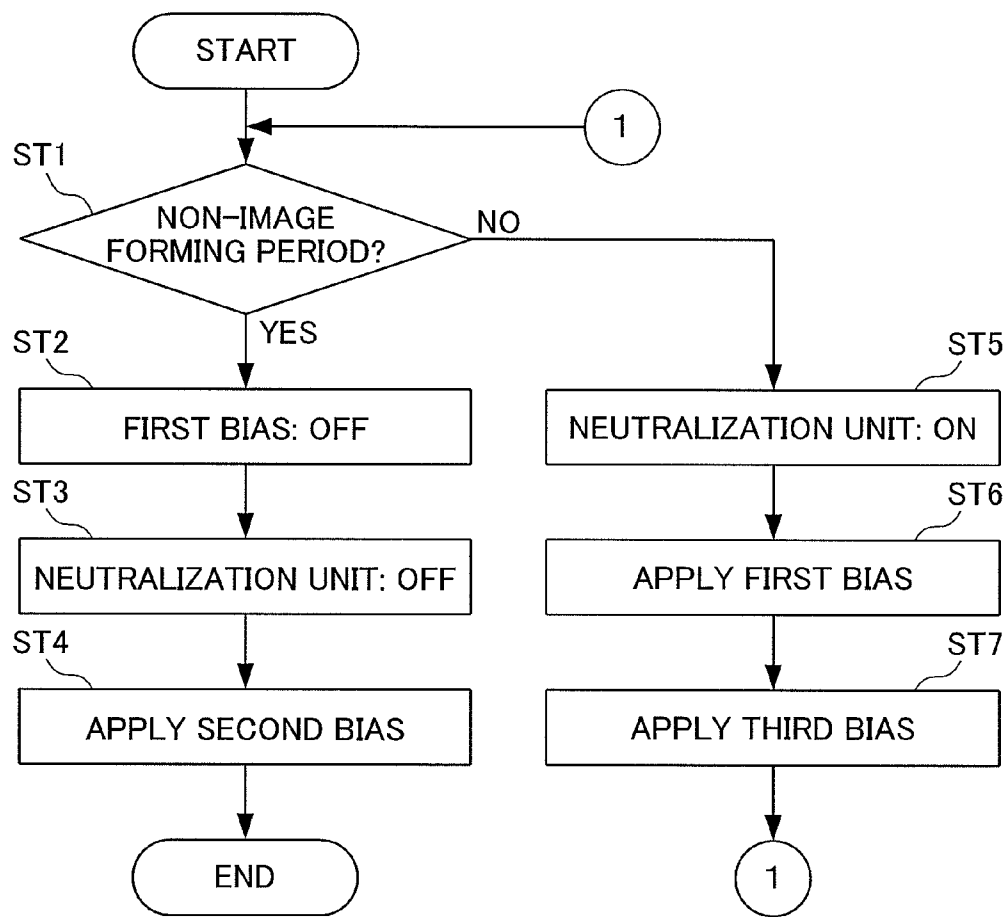 START
1
ST1
NON-IMAGE
FORMING PERIOD?
NO
YES
ST2
FIRST BIAS: OFF
ST3
NEUTRALIZATION UNIT: OFF
ST4
APPLY SECOND BIAS
END
ST5
NEUTRALIZATION UNIT: ON
ST6
APPLY FIRST BIAS
ST7
APPLY THIRD BIAS
1